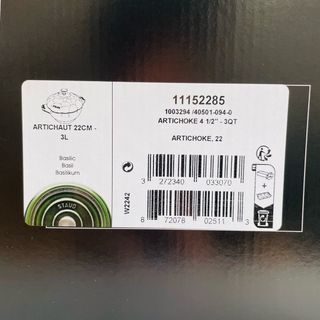 11152285
1003294 /40501-094-0
ARTICHOKE 4 1/2" - 3QT
ARTICHOKE, 22
ARTICHAUT 22CM -
3L
Basilic
Basil
Basilikum
STAUB
W2242
3 272340 033070
8 72078 02511 3